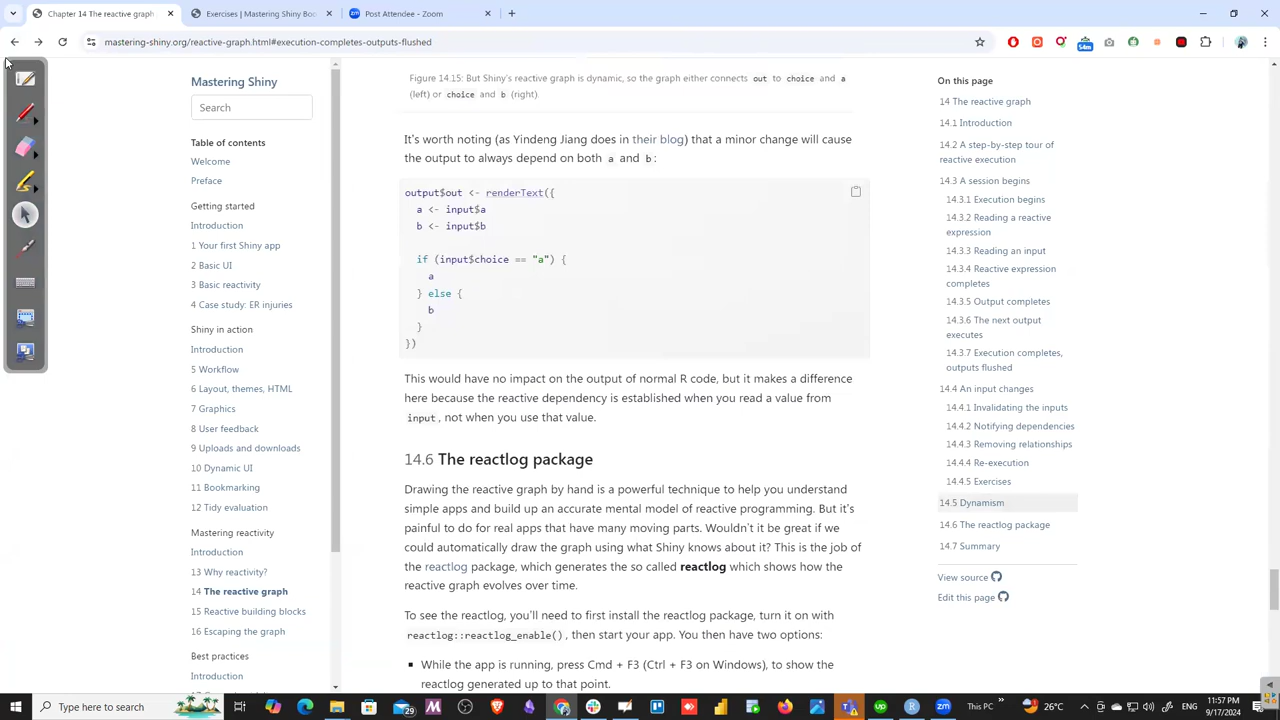 Chapter 14 The reactive graph
Exercises | Mastering Shiny Boo
Post Attendee - Zoom
mastering-shiny.org/reactive-graph.html#execution-completes-outputs-flushed
54m
Mastering Shiny
Search
Table of contents
Welcome
Preface
Getting started
Introduction
1 Your first Shiny app
2 Basic UI
3 Basic reactivity
4 Case study: ER injuries
Shiny in action
Introduction
5 Workflow
6 Layout, themes, HTML
7 Graphics
8 User feedback
9 Uploads and downloads
10 Dynamic UI
11 Bookmarking
12 Tidy evaluation
Mastering reactivity
Introduction
13 Why reactivity?
14 The reactive graph
15 Reactive building blocks
16 Escaping the graph
Best practices
Introduction
Figure 14.15: But Shiny's reactive graph is dynamic, so the graph either connects out to choice and a
(left) or choice and b (right).
It's worth noting (as Yindeng Jiang does in their blog) that a minor change will cause
the output to always depend on both a and b:
output$out <- renderText({
a <- input$a
b <- input$b
if (input$choice == "a") {
a
} else {
b
}
})
This would have no impact on the output of normal R code, but it makes a difference
here because the reactive dependency is established when you read a value from
input, not when you use that value.
14.6 The reactlog package
Drawing the reactive graph by hand is a powerful technique to help you understand
simple apps and build up an accurate mental model of reactive programming. But it's
painful to do for real apps that have many moving parts. Wouldn't it be great if we
could automatically draw the graph using what Shiny knows about it? This is the job of
the reactlog package, which generates the so called reactlog which shows how the
reactive graph evolves over time.
To see the reactlog, you'll need to first install the reactlog package, turn it on with
reactlog::reactlog_enable(), then start your app. You then have two options:
While the app is running, press Cmd + F3 (Ctrl + F3 on Windows), to show the
reactlog generated up to that point.
On this page
14 The reactive graph
14.1 Introduction
14.2 A step-by-step tour of
reactive execution
14.3 A session begins
14.3.1 Execution begins
14.3.2 Reading a reactive
expression
14.3.3 Reading an input
14.3.4 Reactive expression
completes
14.3.5 Output completes
14.3.6 The next output
executes
14.3.7 Execution completes,
outputs flushed
14.4 An input changes
14.4.1 Invalidating the inputs
14.4.2 Notifying dependencies
14.4.3 Removing relationships
14.4.4 Re-execution
14.4.5 Exercises
14.5 Dynamism
14.6 The reactlog package
14.7 Summary
View source
Edit this page
Type here to search
29
This PC
26°C
11:57 PM
9/17/2024